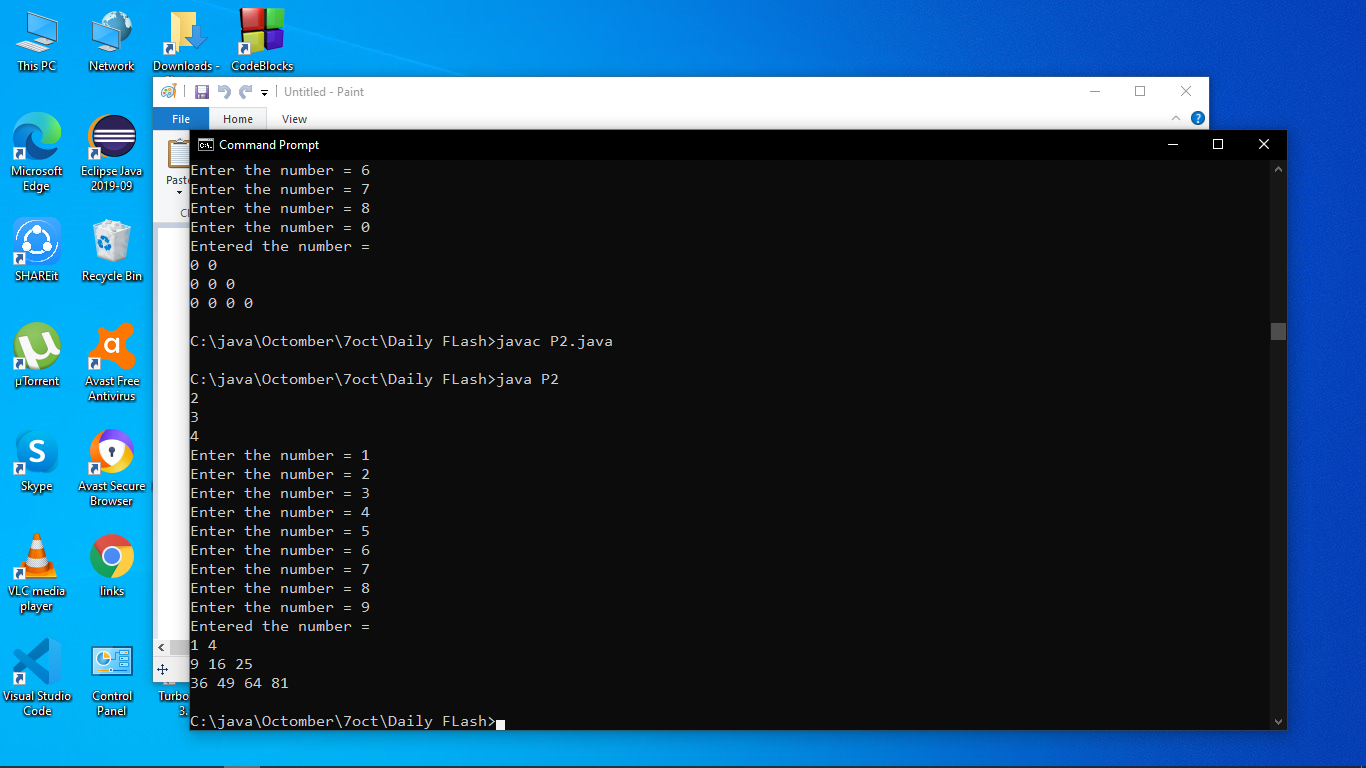 This PC
Network
Downloads -
CodeBlocks
Untitled - Paint
File
Home
View
Microsoft
Edge
Eclipse Java
2019-09
Paste
SHAREit
Recycle Bin
µTorrent
Avast Free
Antivirus
Skype
Avast Secure
Browser
VLC media
player
links
Visual Studio
Code
Control
Panel
Turbo
3.
Command Prompt
Enter the number = 6
Enter the number = 7
Enter the number = 8
Enter the number = 0
Entered the number =
0 0
0 0 0
0 0 0 0
C:\java\Octomber\7oct\Daily FLash>javac P2.java
C:\java\Octomber\7oct\Daily FLash>java P2
2
3
4
Enter the number = 1
Enter the number = 2
Enter the number = 3
Enter the number = 4
Enter the number = 5
Enter the number = 6
Enter the number = 7
Enter the number = 8
Enter the number = 9
Entered the number =
1 4
9 16 25
36 49 64 81
C:\java\Octomber\7oct\Daily FLash>